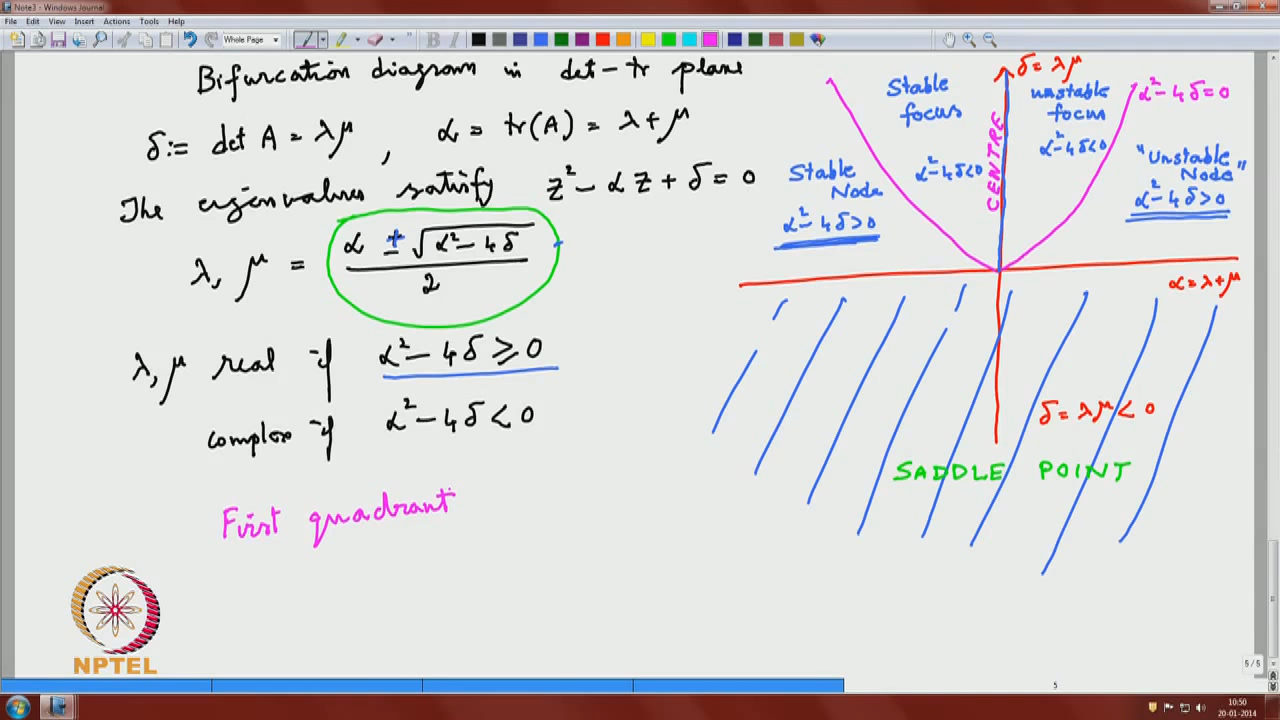 Note3 - Windows Journal
File Edit View Insert Actions Tools Help
Whole Page
Bifurcation diagram in det-tr plane
δ := det A = λμ , α = tr(A) = λ+μ
The eigenvalues satisfy z² - αz + δ = 0
λ, μ = α ± √α² - 4δ / 2
λ, μ real if α² - 4δ ≥ 0
complex if α² - 4δ < 0
First quadrant
δ = λμ
Stable focus
α² - 4δ < 0
CENTRE
unstable focus
α² - 4δ < 0
α² - 4δ = 0
Stable Node
α² - 4δ > 0
"Unstable Node"
α² - 4δ > 0
α = λ+μ
δ = λμ < 0
SADDLE POINT
NPTEL
5/5
5
10:50
20-01-2014